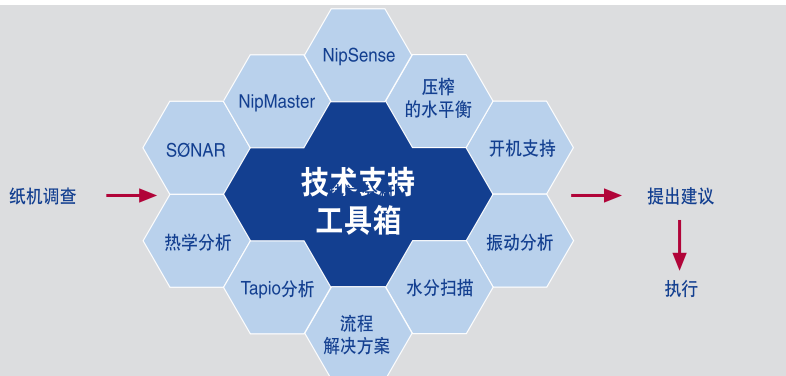 NipSense
NipMaster
压榨
的水平衡
SØNAR
开机支持
技术支持
工具箱
纸机调查
提出建议
热学分析
振动分析
Tapio分析
水分扫描
执行
流程
解决方案